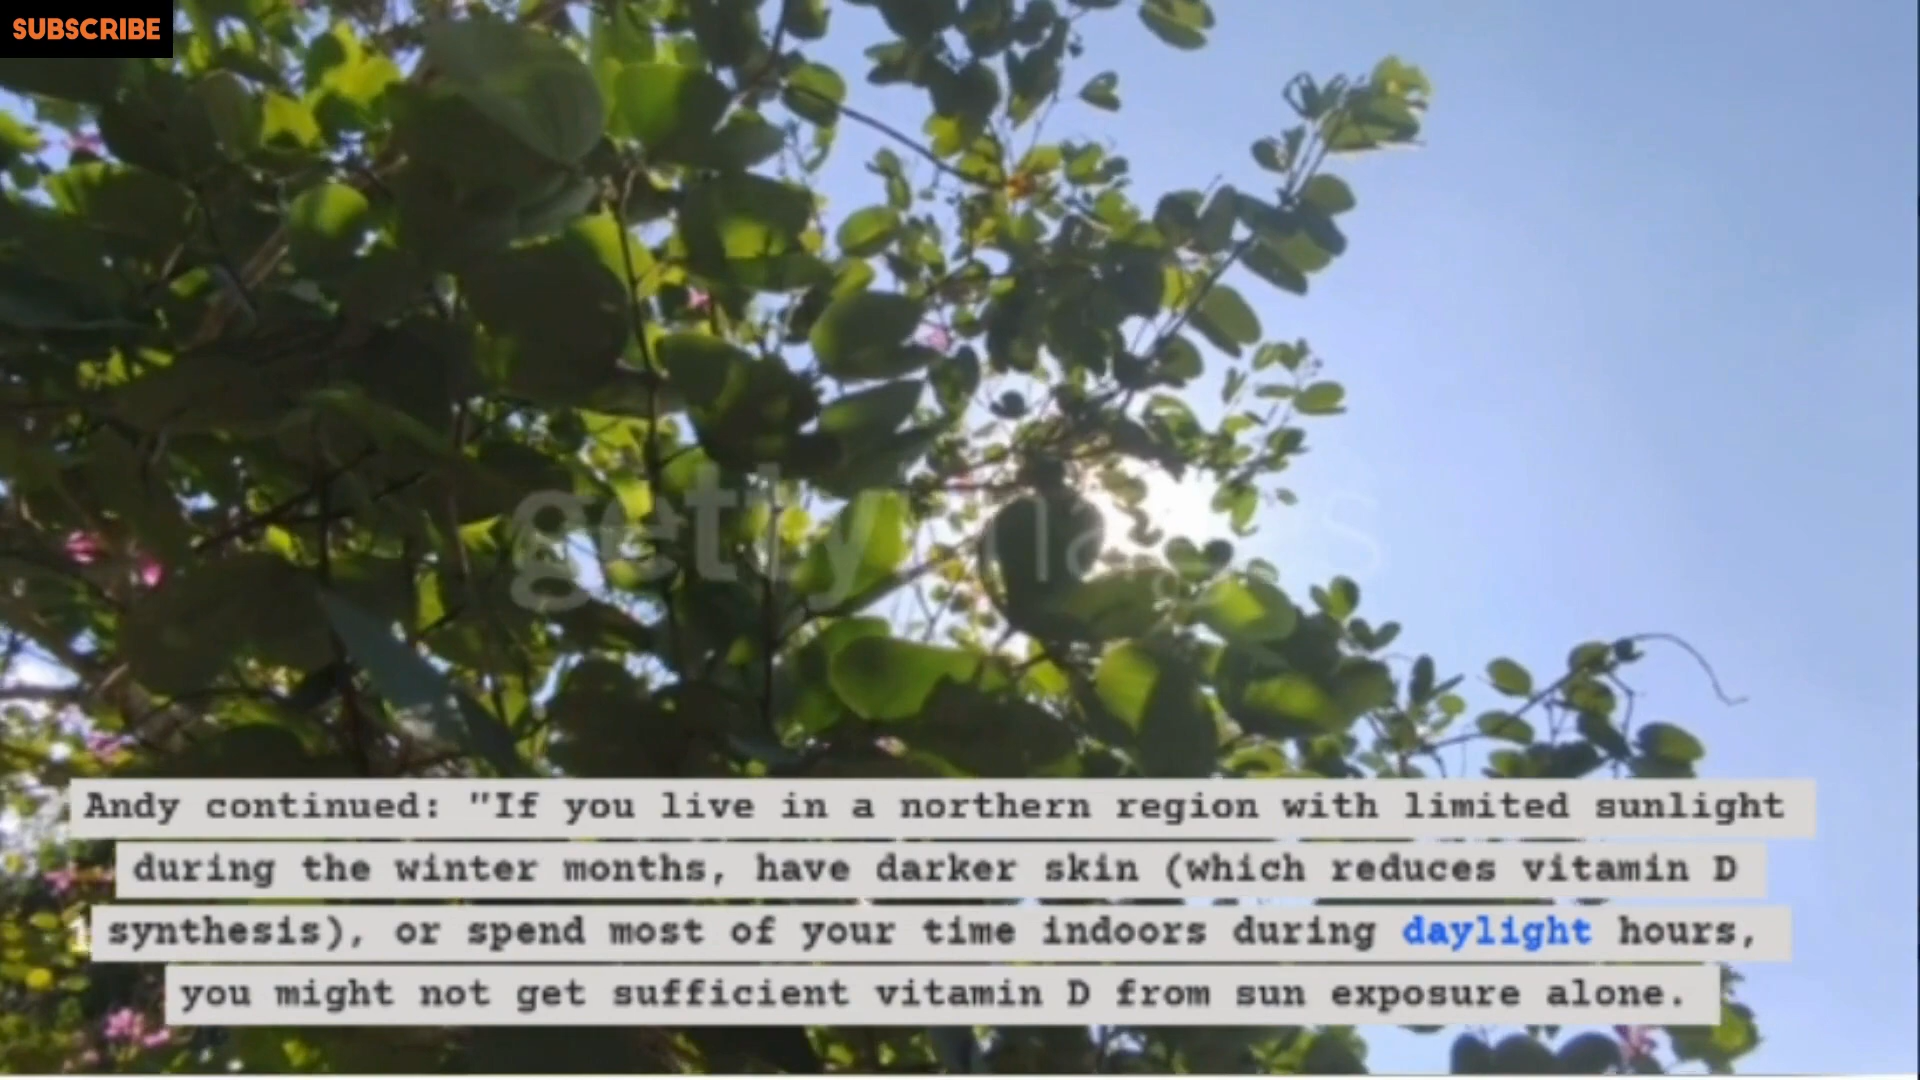 SUBSCRIBE
getty images
Andy continued: "If you live in a northern region with limited sunlight
during the winter months, have darker skin (which reduces vitamin D
synthesis), or spend most of your time indoors during daylight hours,
you might not get sufficient vitamin D from sun exposure alone.